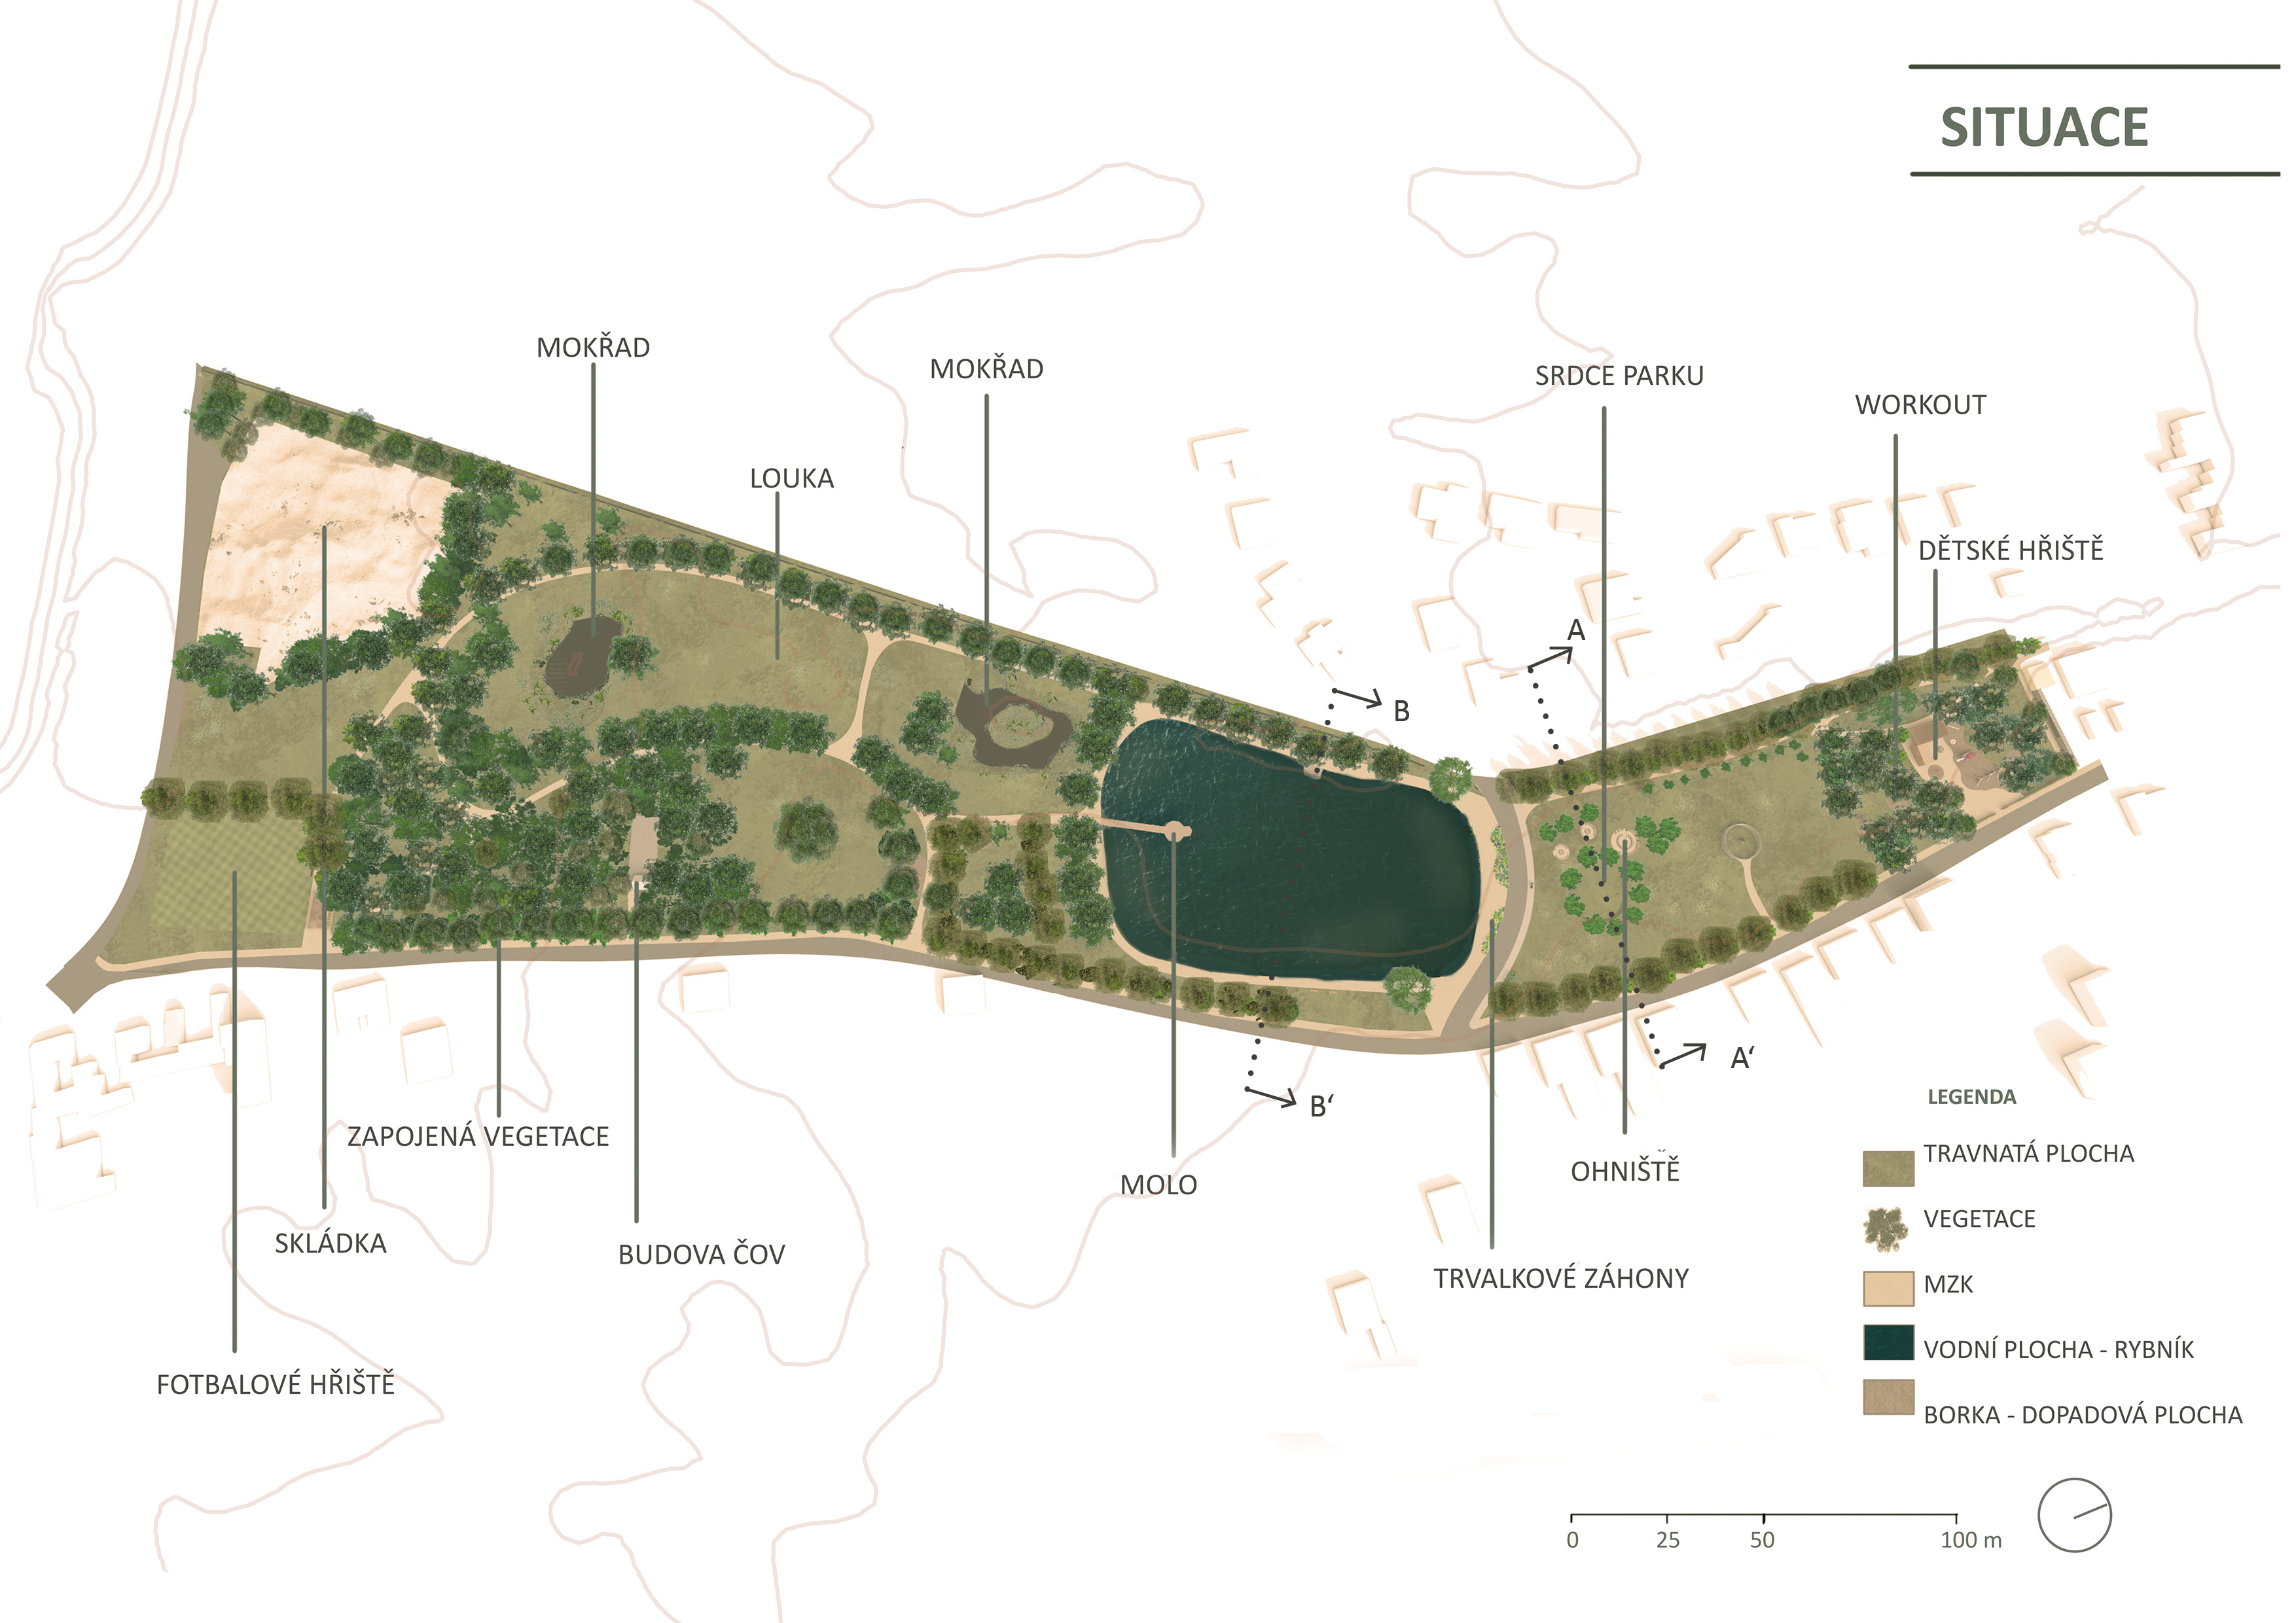 SITUACE
MOKŘAD
MOKŘAD
SRDCE PARKU
WORKOUT
LOUKA
DĚTSKÉ HŘIŠTĚ
A
B
A‘
B‘
LEGENDA
ZAPOJENÁ VEGETACE
TRAVNATÁ PLOCHA
OHNIŠTĚ
MOLO
VEGETACE
SKLÁDKA
BUDOVA ČOV
TRVALKOVÉ ZÁHONY
MZK
VODNÍ PLOCHA - RYBNÍK
FOTBALOVÉ HŘIŠTĚ
BORKA - DOPADOVÁ PLOCHA
0 25 50 100 m